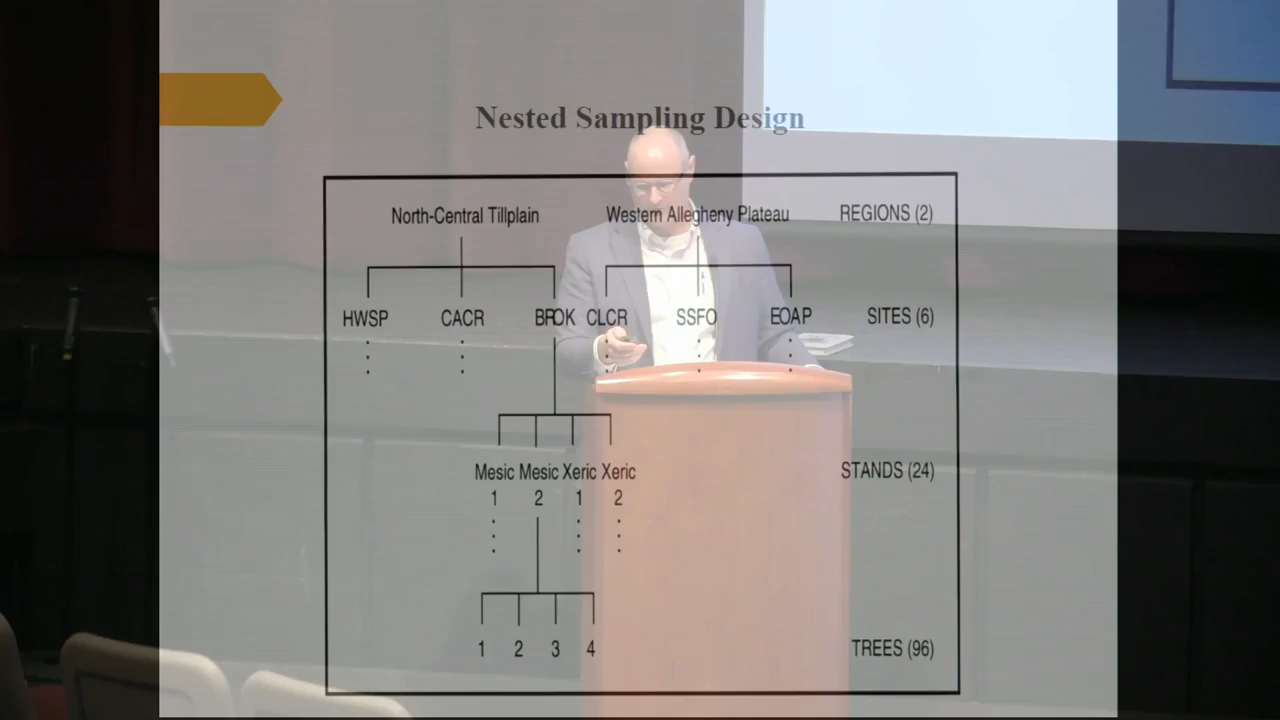 Nested Sampling Design
North-Central Tillplain Western Allegheny Plateau REGIONS (2)
HWSP CACR BROK CLCR SSFO EOAP SITES (6)
Mesic Mesic Xeric Xeric STANDS (24)
1 2 1 2
1 2 3 4 TREES (96)